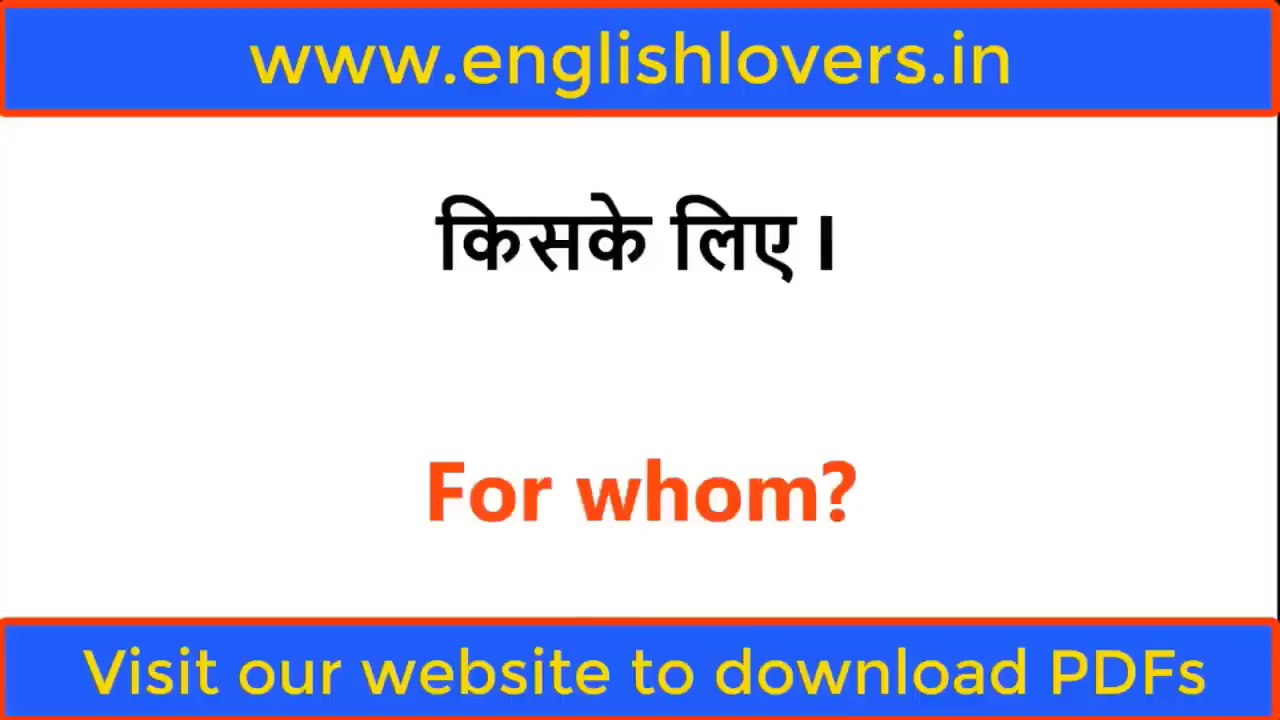 www.englishlovers.in
किसके लिए ।
For whom?
Visit our website to download PDFs